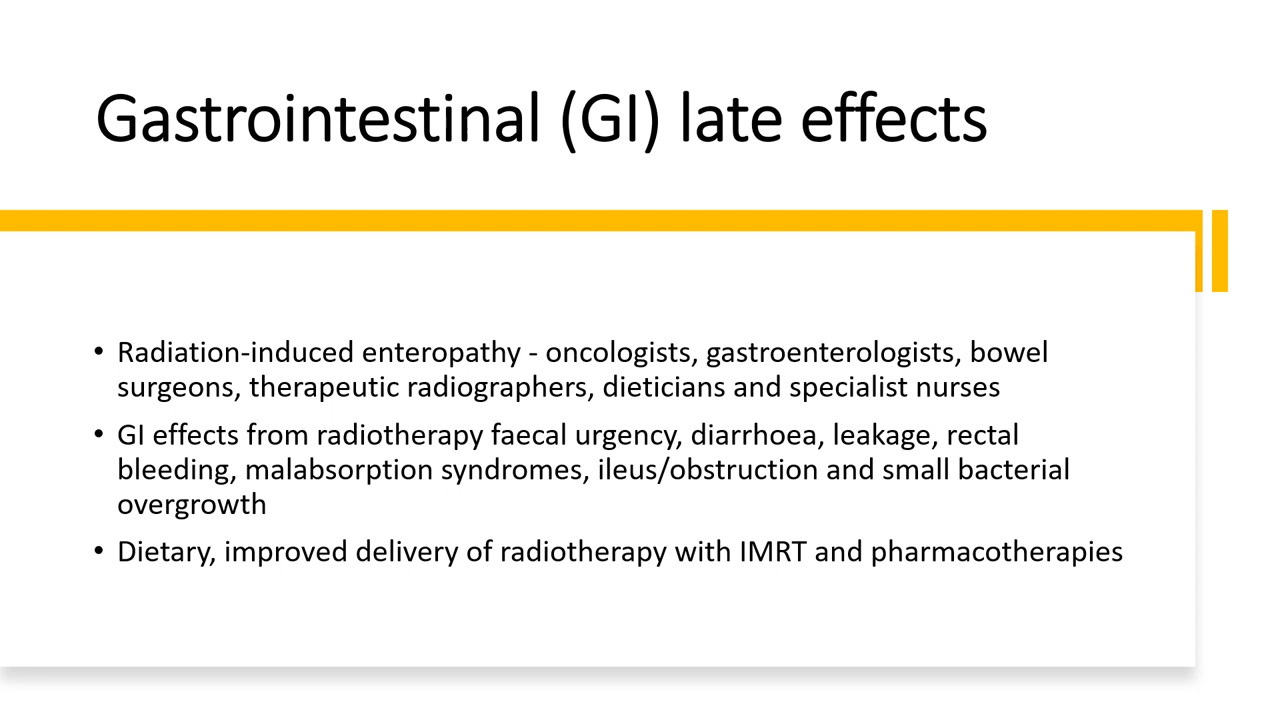 Gastrointestinal (GI) late effects
• Radiation-induced enteropathy - oncologists, gastroenterologists, bowel
surgeons, therapeutic radiographers, dieticians and specialist nurses
• GI effects from radiotherapy faecal urgency, diarrhoea, leakage, rectal
bleeding, malabsorption syndromes, ileus/obstruction and small bacterial
overgrowth
• Dietary, improved delivery of radiotherapy with IMRT and pharmacotherapies